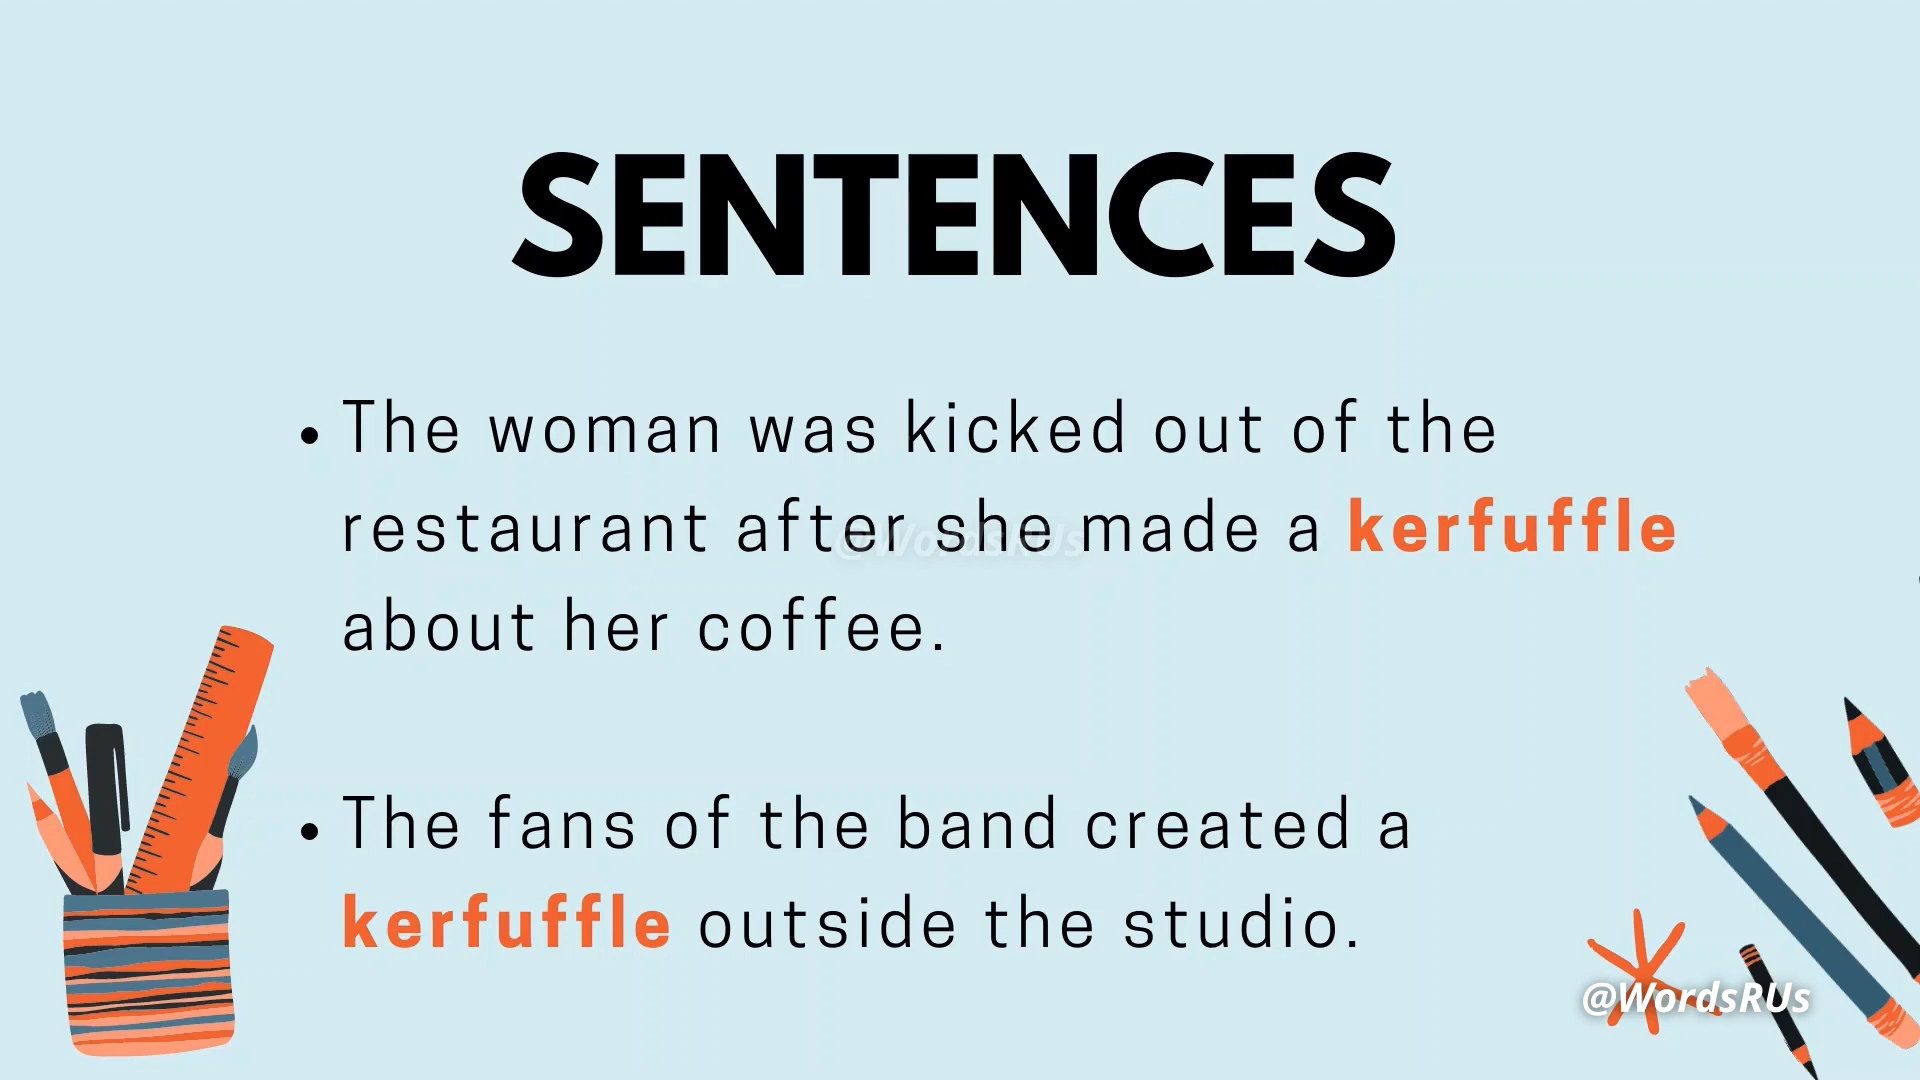 SENTENCES
• The woman was kicked out of the
restaurant after she made a kerfuffle
about her coffee.
@WordsRUs
• The fans of the band created a
kerfuffle outside the studio.
@WordsRUs